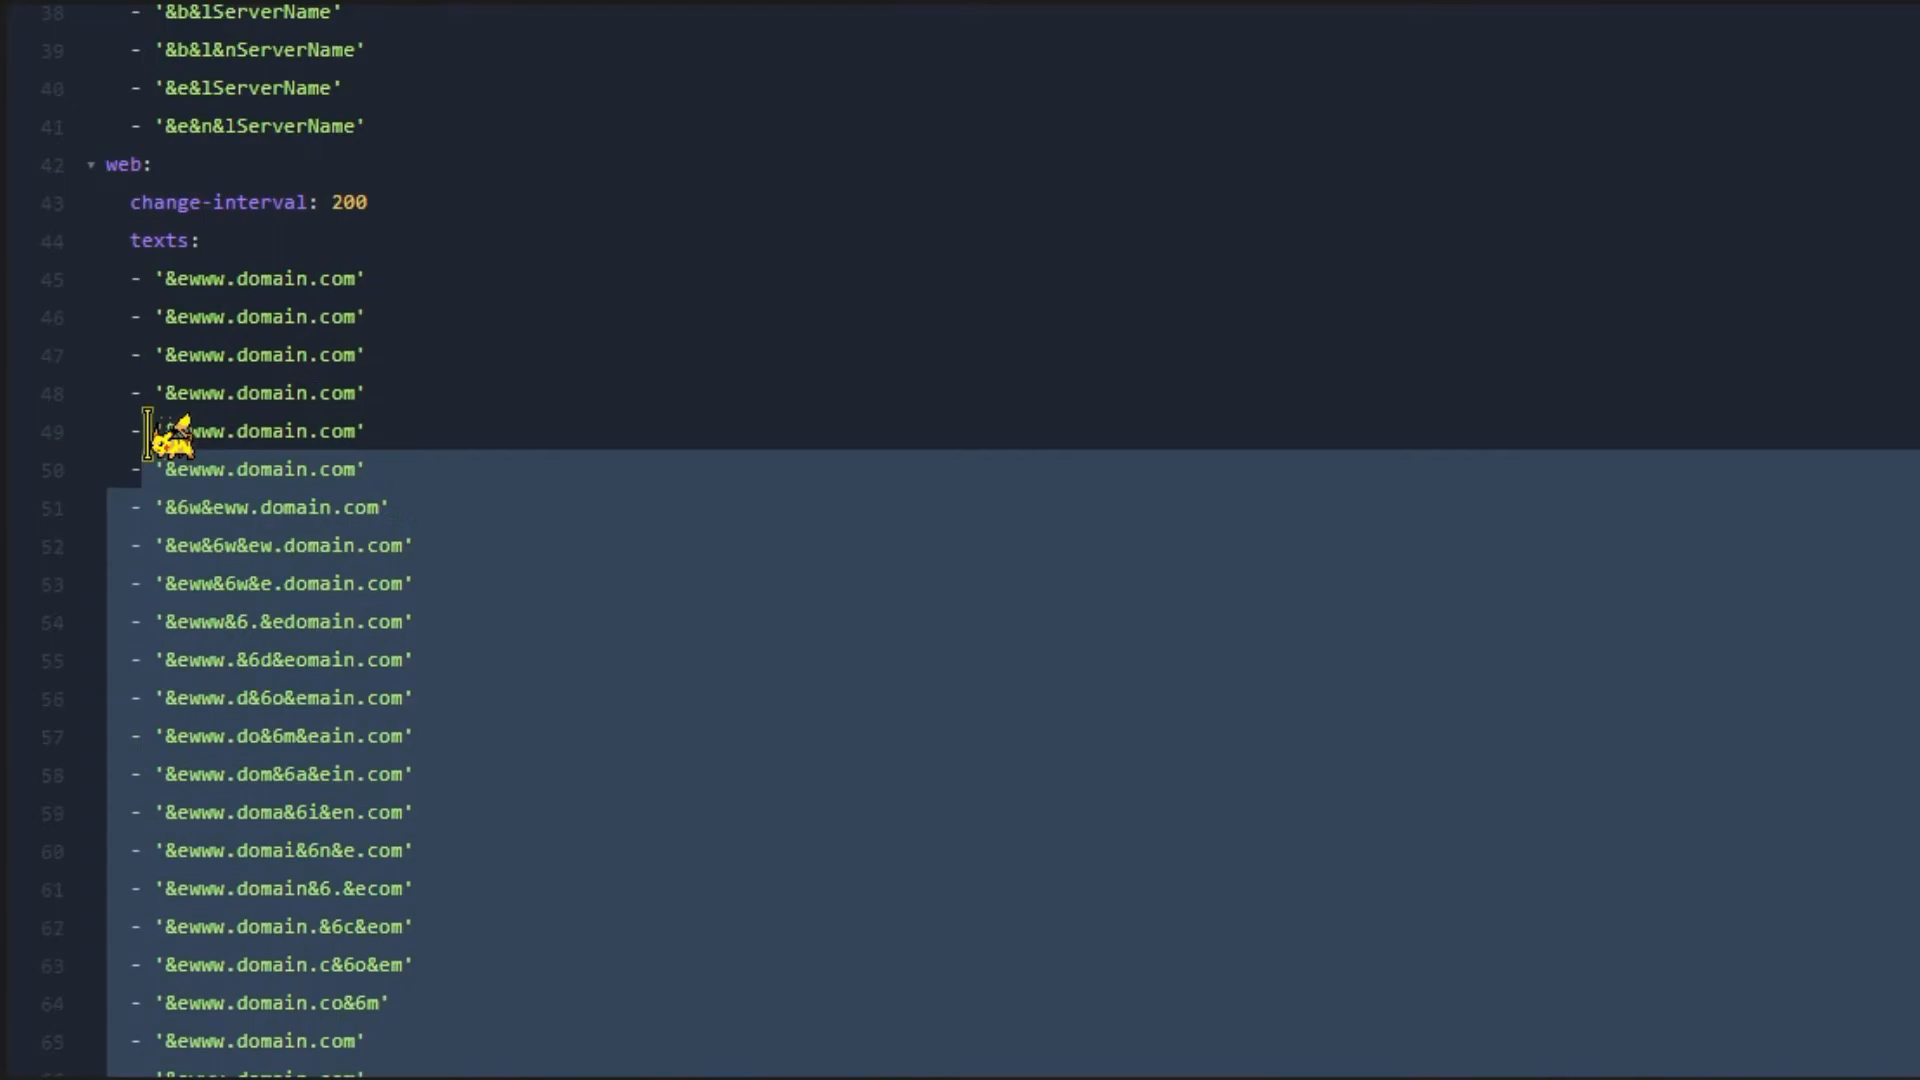 38 - '&b&lServerName'
39 - '&b&l&nServerName'
40 - '&e&lServerName'
41 - '&e&n&lServerName'
42 ▾ web:
43 change-interval: 200
44 texts:
45 - '&ewww.domain.com'
46 - '&ewww.domain.com'
47 - '&ewww.domain.com'
48 - '&ewww.domain.com'
49 - www.domain.com'
50 - '&ewww.domain.com'
51 - '&6w&eww.domain.com'
52 - '&ew&6w&ew.domain.com'
53 - '&eww&6w&e.domain.com'
54 - '&ewww&6.&edomain.com'
55 - '&ewww.&6d&eomain.com'
56 - '&ewww.d&6o&emain.com'
57 - '&ewww.do&6m&eain.com'
58 - '&ewww.dom&6a&ein.com'
59 - '&ewww.doma&6i&en.com'
60 - '&ewww.domai&6n&e.com'
61 - '&ewww.domain&6.&ecom'
62 - '&ewww.domain.&6c&eom'
63 - '&ewww.domain.c&6o&em'
64 - '&ewww.domain.co&6m'
65 - '&ewww.domain.com'